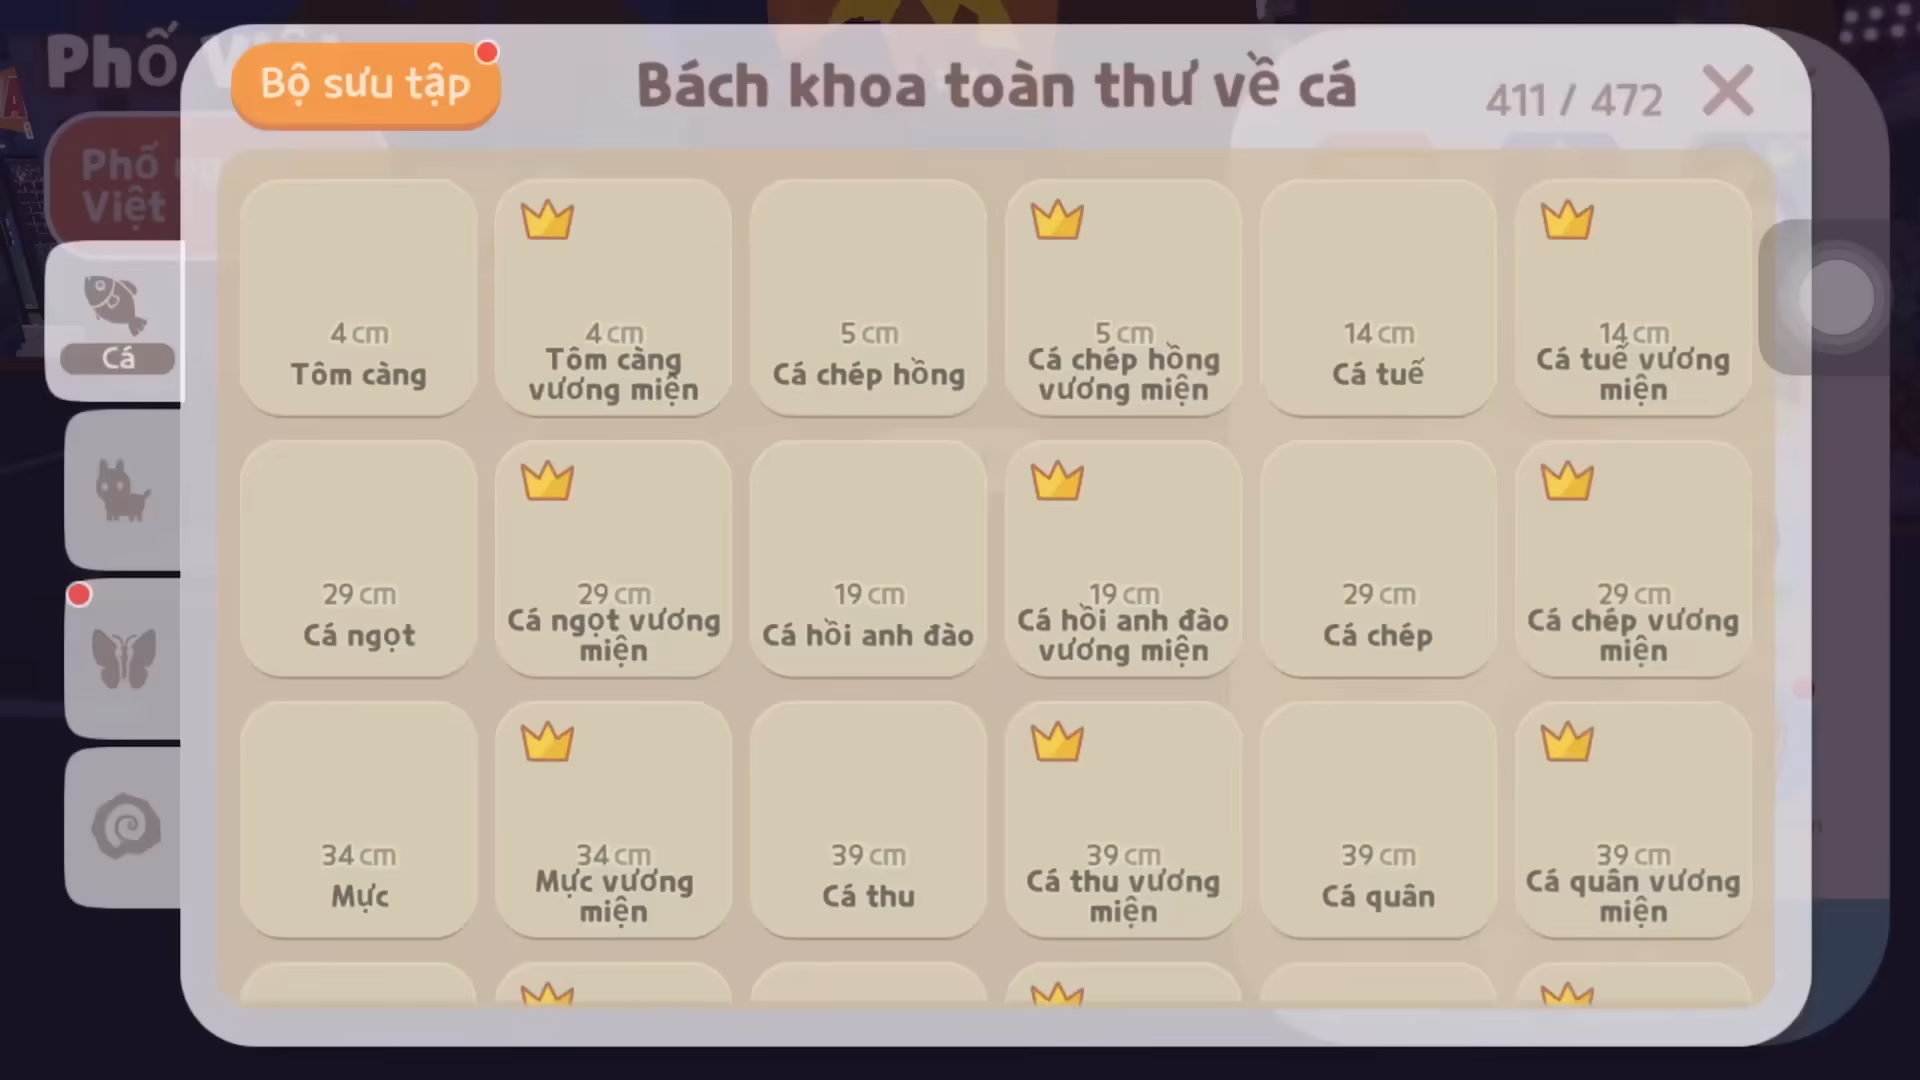 Phố
Bộ sưu tập
Bách khoa toàn thư về cá
411 / 472
Phố
Việt
Cá
4 cm
Tôm càng
4 cm
Tôm càng
vương miện
5 cm
Cá chép hồng
5 cm
Cá chép hồng
vương miện
14 cm
Cá tuế
14 cm
Cá tuế vương
miện
29 cm
Cá ngọt
29 cm
Cá ngọt vương
miện
19 cm
Cá hồi anh đào
19 cm
Cá hồi anh đào
vương miện
29 cm
Cá chép
29 cm
Cá chép vương
miện
34 cm
Mực
34 cm
Mực vương
miện
39 cm
Cá thu
39 cm
Cá thu vương
miện
39 cm
Cá quân
39 cm
Cá quân vương
miện